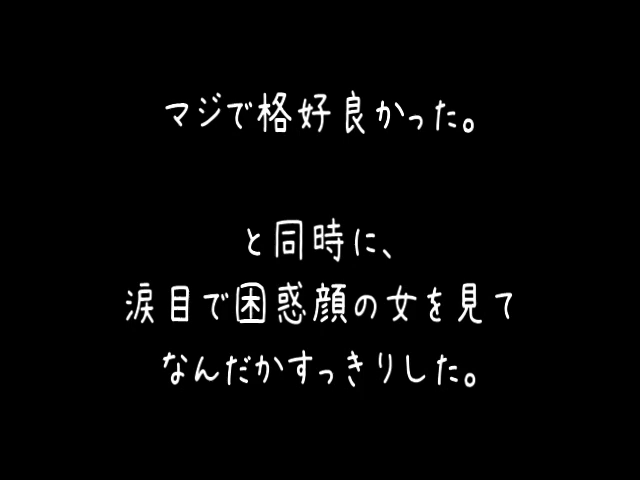 マジで格好良かった。
と同時に、
涙目で困惑顔の女を見て
なんだかすっきりした。